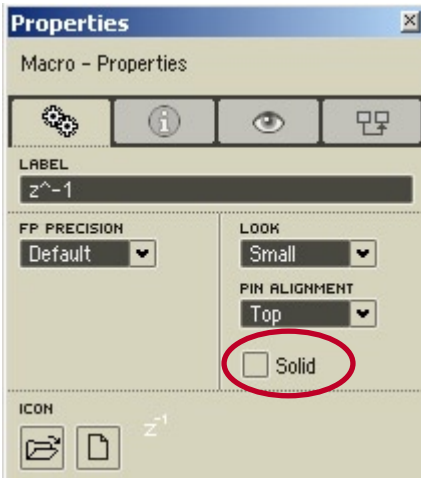 Properties
Macro - Properties
LABEL
z^-1
FP PRECISION
Default
LOOK
Small
PIN ALIGNMENT
Top
Solid
ICON
z⁻¹